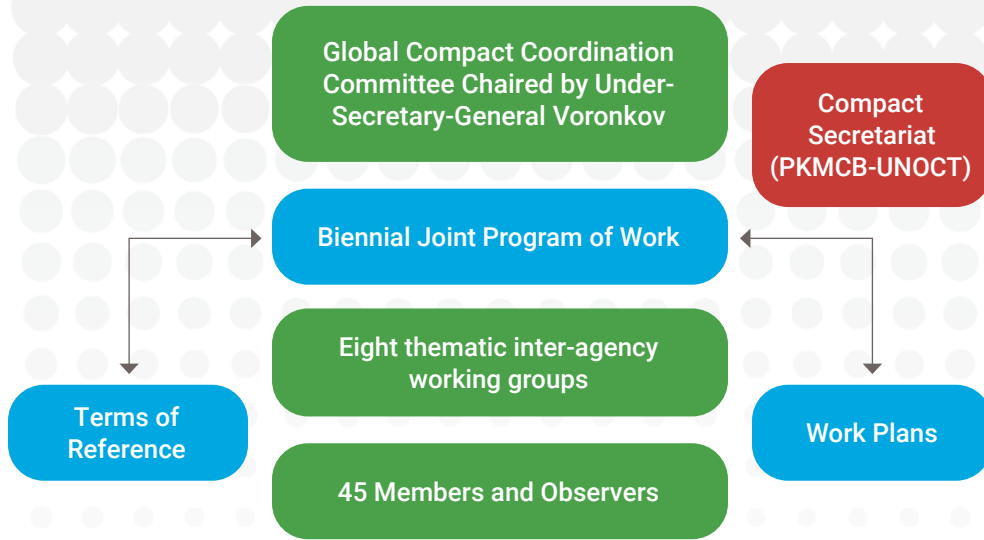 Global Compact Coordination
Committee Chaired by Under-
Secretary-General Voronkov
Compact
Secretariat
(PKMCB-UNOCT)
Biennial Joint Program of Work
Eight thematic inter-agency
working groups
Terms of
Reference
Work Plans
45 Members and Observers